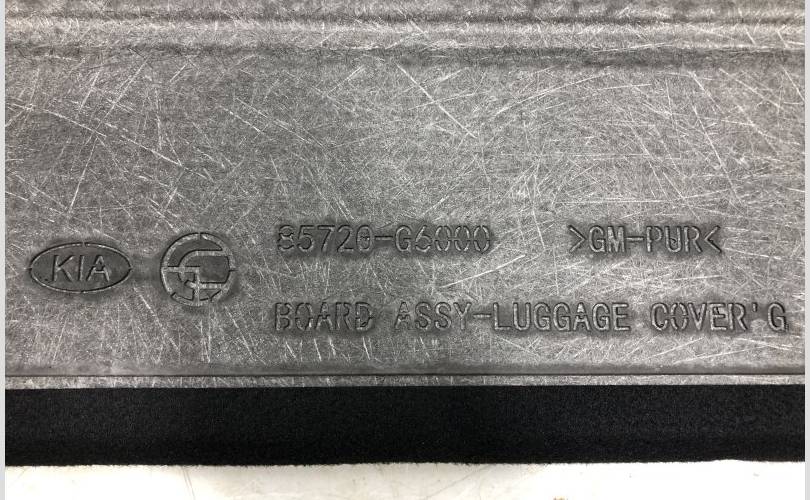 KIA 85720-G6000 >GM-PUR<
BOARD ASSY-LUGGAGE COVER'G